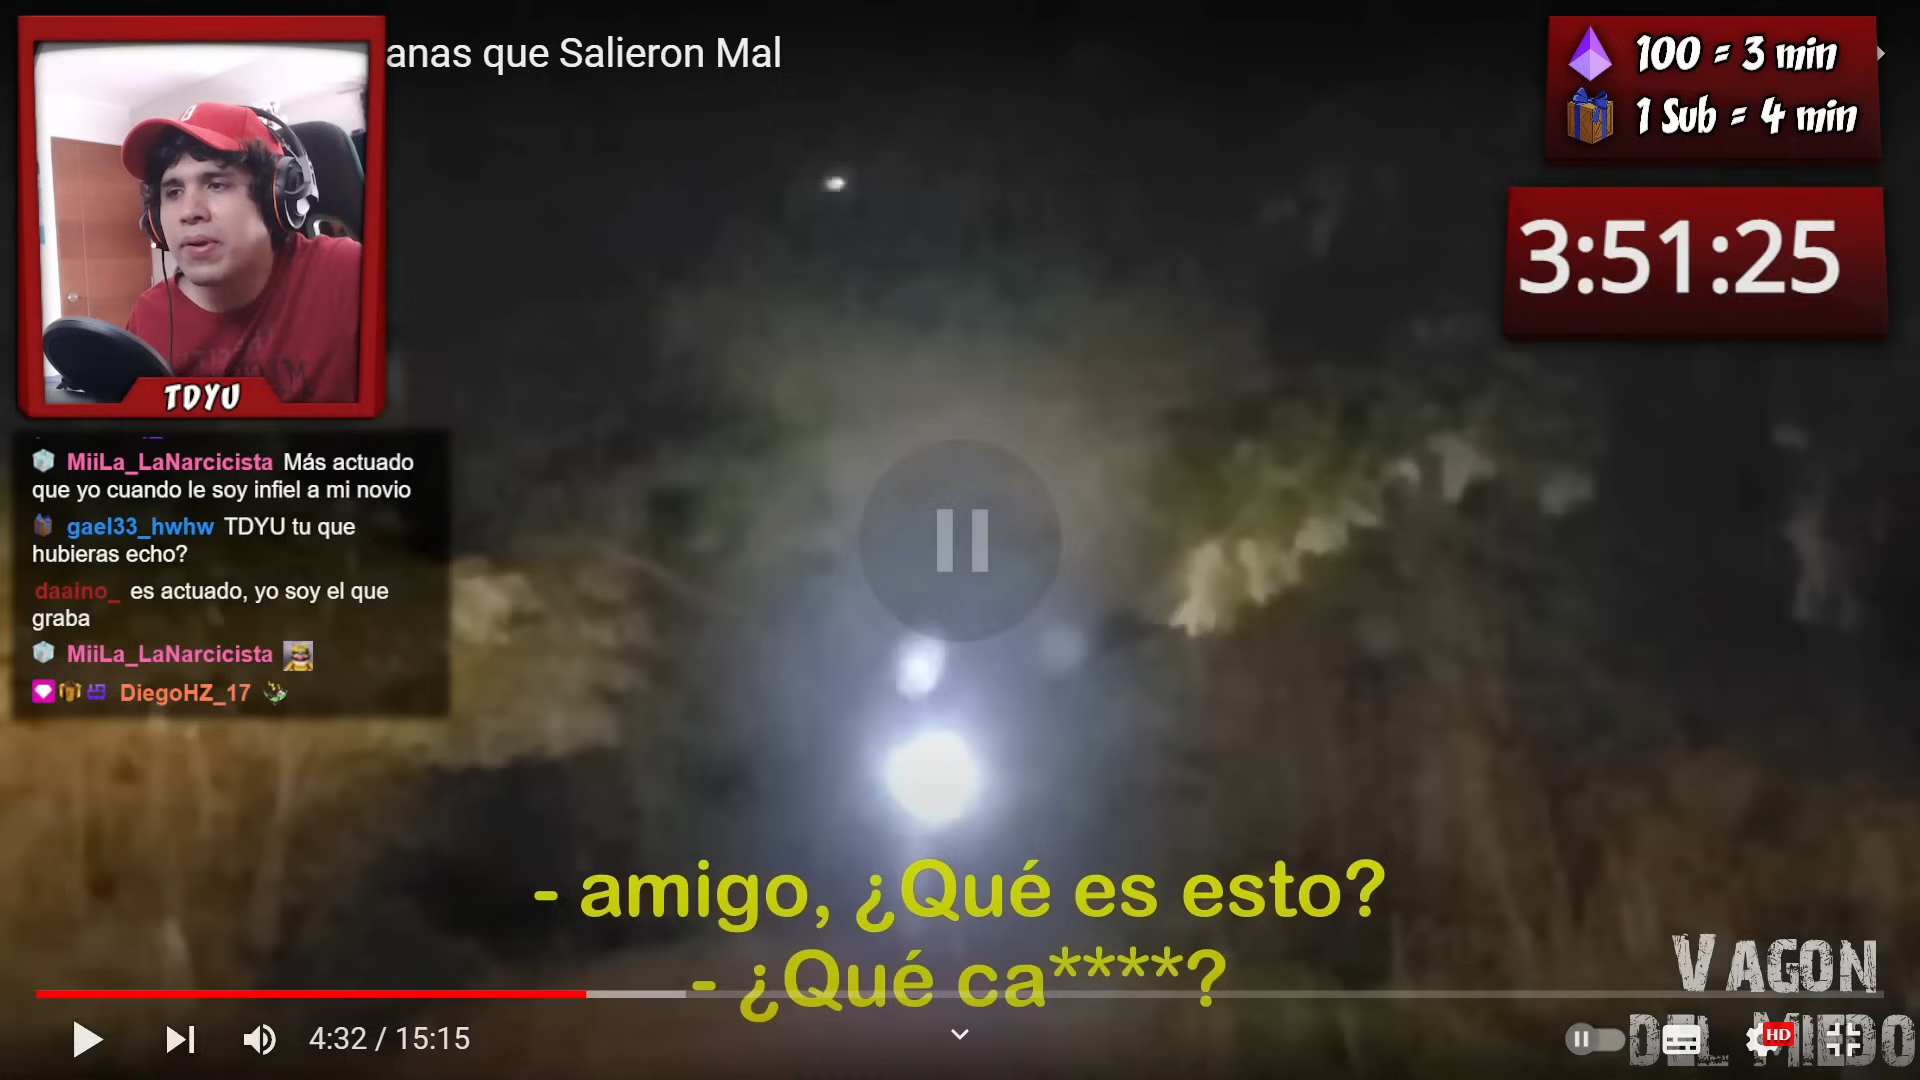 anas que Salieron Mal
100 = 3 min
1 Sub = 4 min
3:51:25
TDYU
MiiLa_LaNarcicista Más actuado
que yo cuando le soy infiel a mi novio
gael33_hwhw TDYU tu que
hubieras echo?
daaino_ es actuado, yo soy el que
graba
MiiLa_LaNarcicista
DiegoHZ_17
- amigo, ¿Qué es esto?
- ¿Qué ca****?
VAGON
DEL MIEDO
4:32 / 15:15
HD